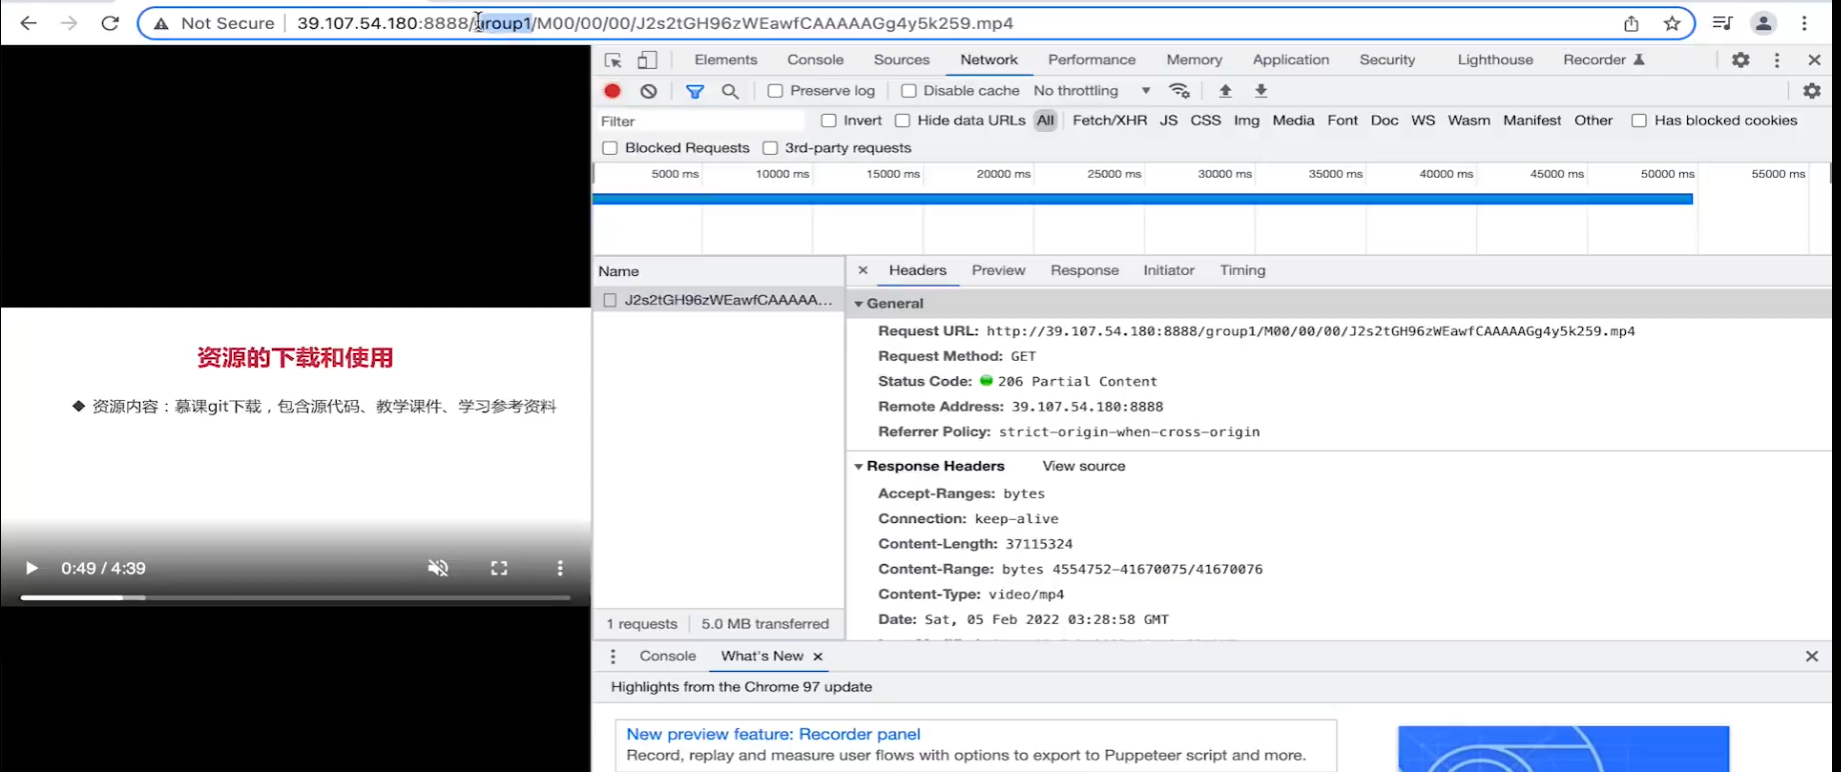 Not Secure 39.107.54.180:8888/group1/M00/00/00/J2s2tGH96zWEawfCAAAAAGg4y5k259.mp4
Elements Console Sources Network Performance Memory Application Security Lighthouse Recorder
Preserve log Disable cache No throttling
Filter Invert Hide data URLs All Fetch/XHR JS CSS Img Media Font Doc WS Wasm Manifest Other Has blocked cookies
Blocked Requests 3rd-party requests
5000 ms 10000 ms 15000 ms 20000 ms 25000 ms 30000 ms 35000 ms 40000 ms 45000 ms 50000 ms 55000 ms
Name
J2s2tGH96zWEawfCAAAAA...
1 requests 5.0 MB transferred
Headers Preview Response Initiator Timing
General
Request URL: http://39.107.54.180:8888/group1/M00/00/00/J2s2tGH96zWEawfCAAAAAGg4y5k259.mp4
Request Method: GET
Status Code: 206 Partial Content
Remote Address: 39.107.54.180:8888
Referrer Policy: strict-origin-when-cross-origin
Response Headers View source
Accept-Ranges: bytes
Connection: keep-alive
Content-Length: 37115324
Content-Range: bytes 4554752-41670075/41670076
Content-Type: video/mp4
Date: Sat, 05 Feb 2022 03:28:58 GMT
资源的下载和使用
◆ 资源内容：慕课git下载，包含源代码、教学课件、学习参考资料
0:49 / 4:39
Console What's New
Highlights from the Chrome 97 update
New preview feature: Recorder panel
Record, replay and measure user flows with options to export to Puppeteer script and more.